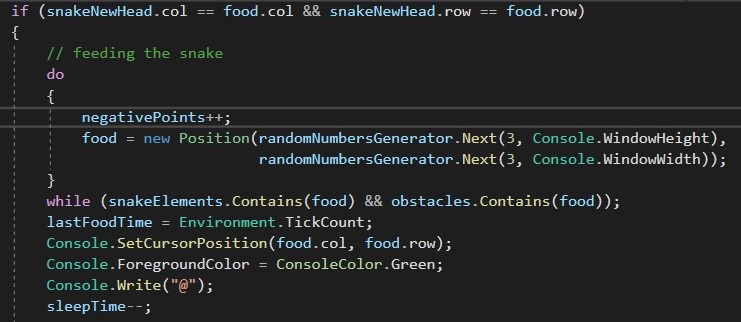 if (snakeNewHead.col == food.col && snakeNewHead.row == food.row)
{
    // feeding the snake
    do
    {
        negativePoints++;
        food = new Position(randomNumbersGenerator.Next(3, Console.WindowHeight),
                            randomNumbersGenerator.Next(3, Console.WindowWidth));
    }
    while (snakeElements.Contains(food) && obstacles.Contains(food));
    lastFoodTime = Environment.TickCount;
    Console.SetCursorPosition(food.col, food.row);
    Console.ForegroundColor = ConsoleColor.Green;
    Console.Write("@");
    sleepTime--;